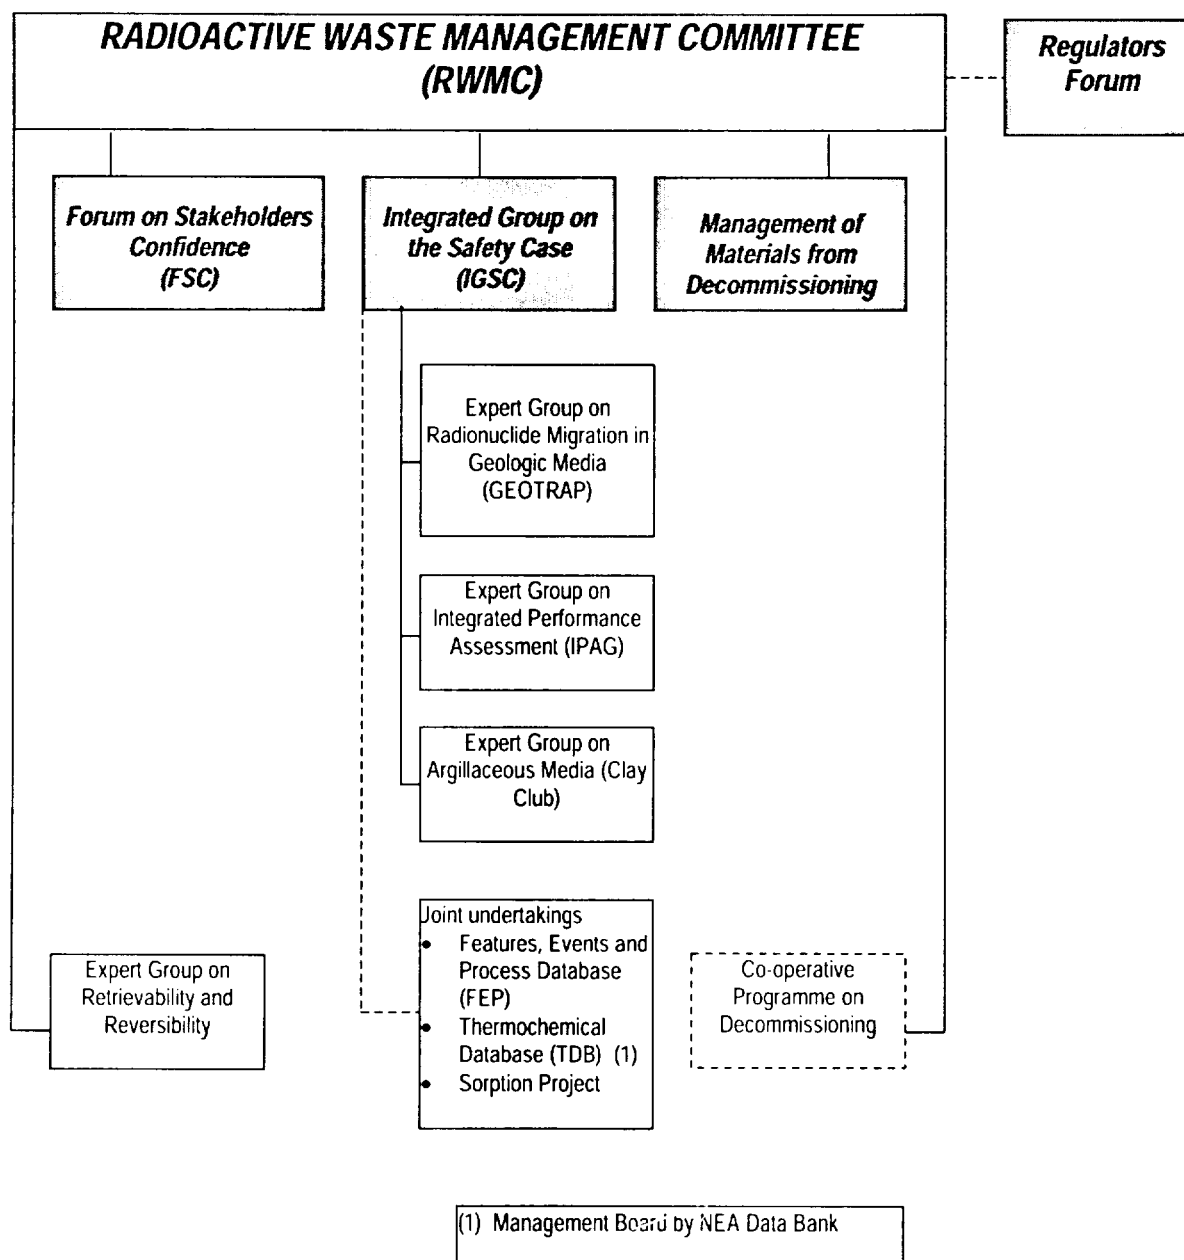 RADIOACTIVE WASTE MANAGEMENT COMMITTEE
(RWMC)
Regulators
Forum
Forum on Stakeholders
Confidence
(FSC)
Integrated Group on
the Safety Case
(IGSC)
Management of
Materials from
Decommissioning
Expert Group on
Radionuclide Migration in
Geologic Media
(GEOTRAP)
Expert Group on
Integrated Performance
Assessment (IPAG)
Expert Group on
Argillaceous Media (Clay
Club)
Joint undertakings
• Features, Events and
Process Database
(FEP)
• Thermochemical
Database (TDB) (1)
• Sorption Project
Expert Group on
Retrievability and
Reversibility
Co-operative
Programme on
Decommissioning
(1) Management Board by NEA Data Bank